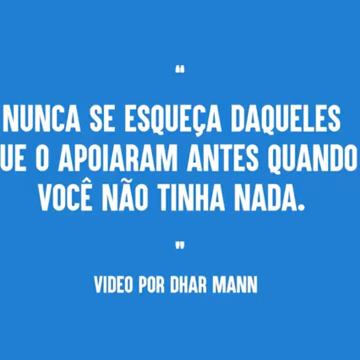 “
NUNCA SE ESQUEÇA DAQUELES
UE O APOIARAM ANTES QUANDO
VOCÊ NÃO TINHA NADA.
”
VIDEO POR DHAR MANN